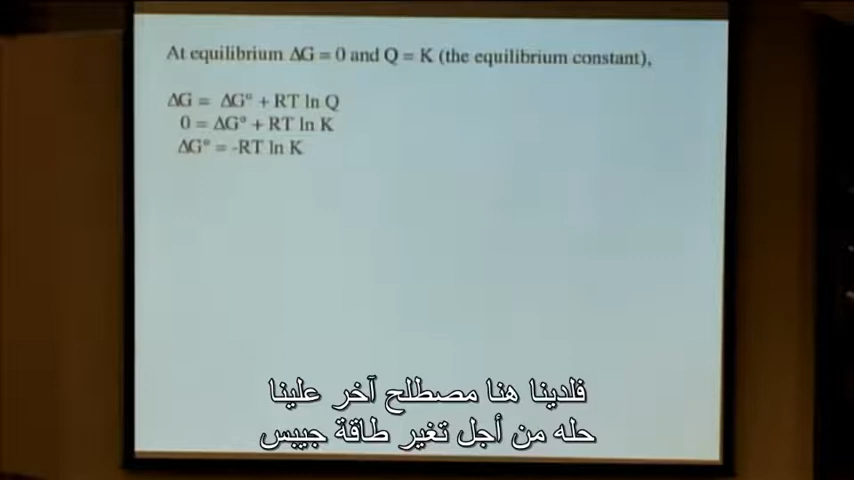 At equilibrium ΔG = 0 and Q = K (the equilibrium constant),
ΔG = ΔG° + RT ln Q
0 = ΔG° + RT ln K
ΔG° = -RT ln K
فلدينا هنا مصطلح آخر علينا
حله من أجل تغير طاقة جيبس